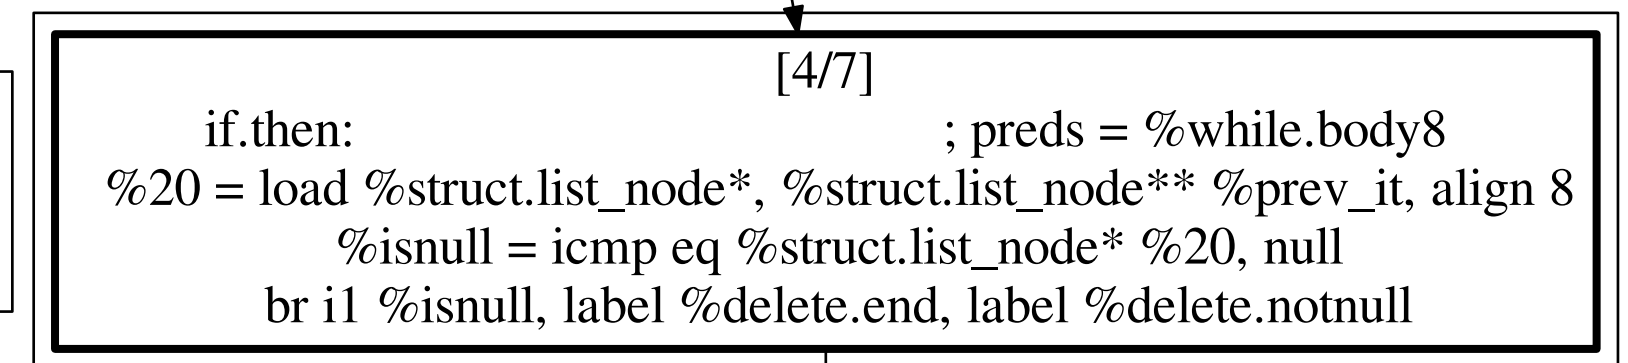 [4/7]
if.then: ; preds = %while.body8
%20 = load %struct.list_node*, %struct.list_node** %prev_it, align 8
%isnull = icmp eq %struct.list_node* %20, null
br i1 %isnull, label %delete.end, label %delete.notnull